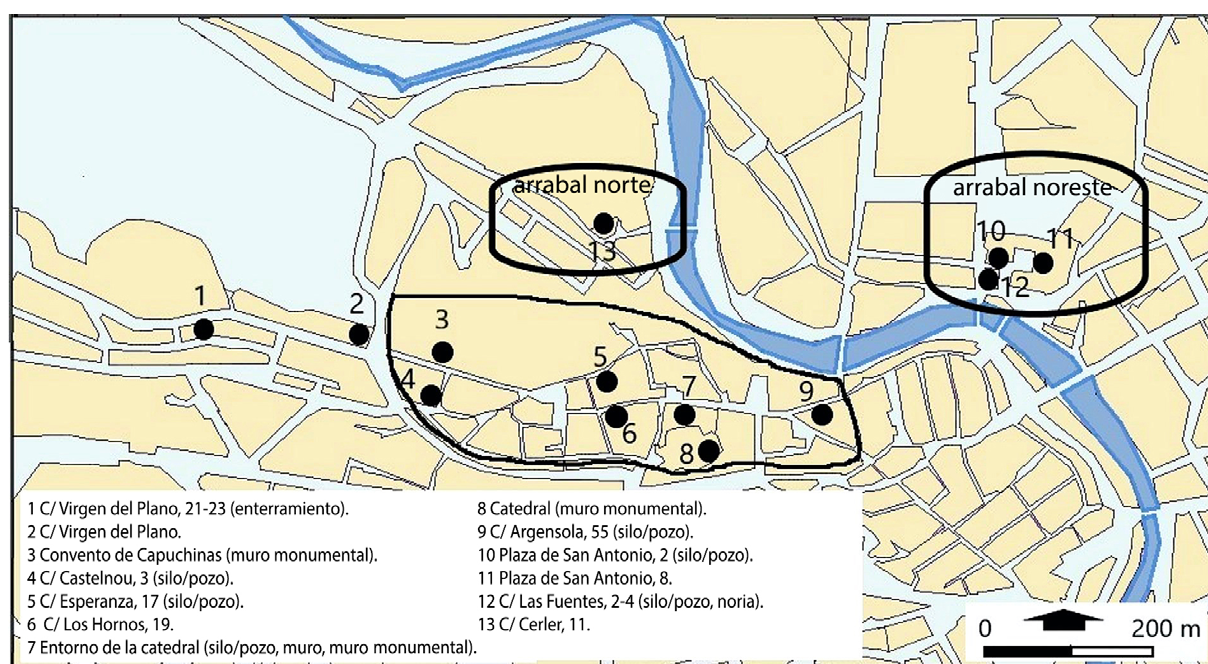 arrabal norte
arrabal noreste
10
11
13
12
1
2
3
5
4
7
9
6
8
1 C/ Virgen del Plano, 21-23 (enterramiento).
2 C/ Virgen del Plano.
3 Convento de Capuchinas (muro monumental).
4 C/ Castelnou, 3 (silo/pozo).
5 C/ Esperanza, 17 (silo/pozo).
6 C/ Los Hornos, 19.
7 Entorno de la catedral (silo/pozo, muro, muro monumental).
8 Catedral (muro monumental).
9 C/ Argensola, 55 (silo/pozo).
10 Plaza de San Antonio, 2 (silo/pozo).
11 Plaza de San Antonio, 8.
12 C/ Las Fuentes, 2-4 (silo/pozo, noria).
13 C/ Cerler, 11.
0 200 m